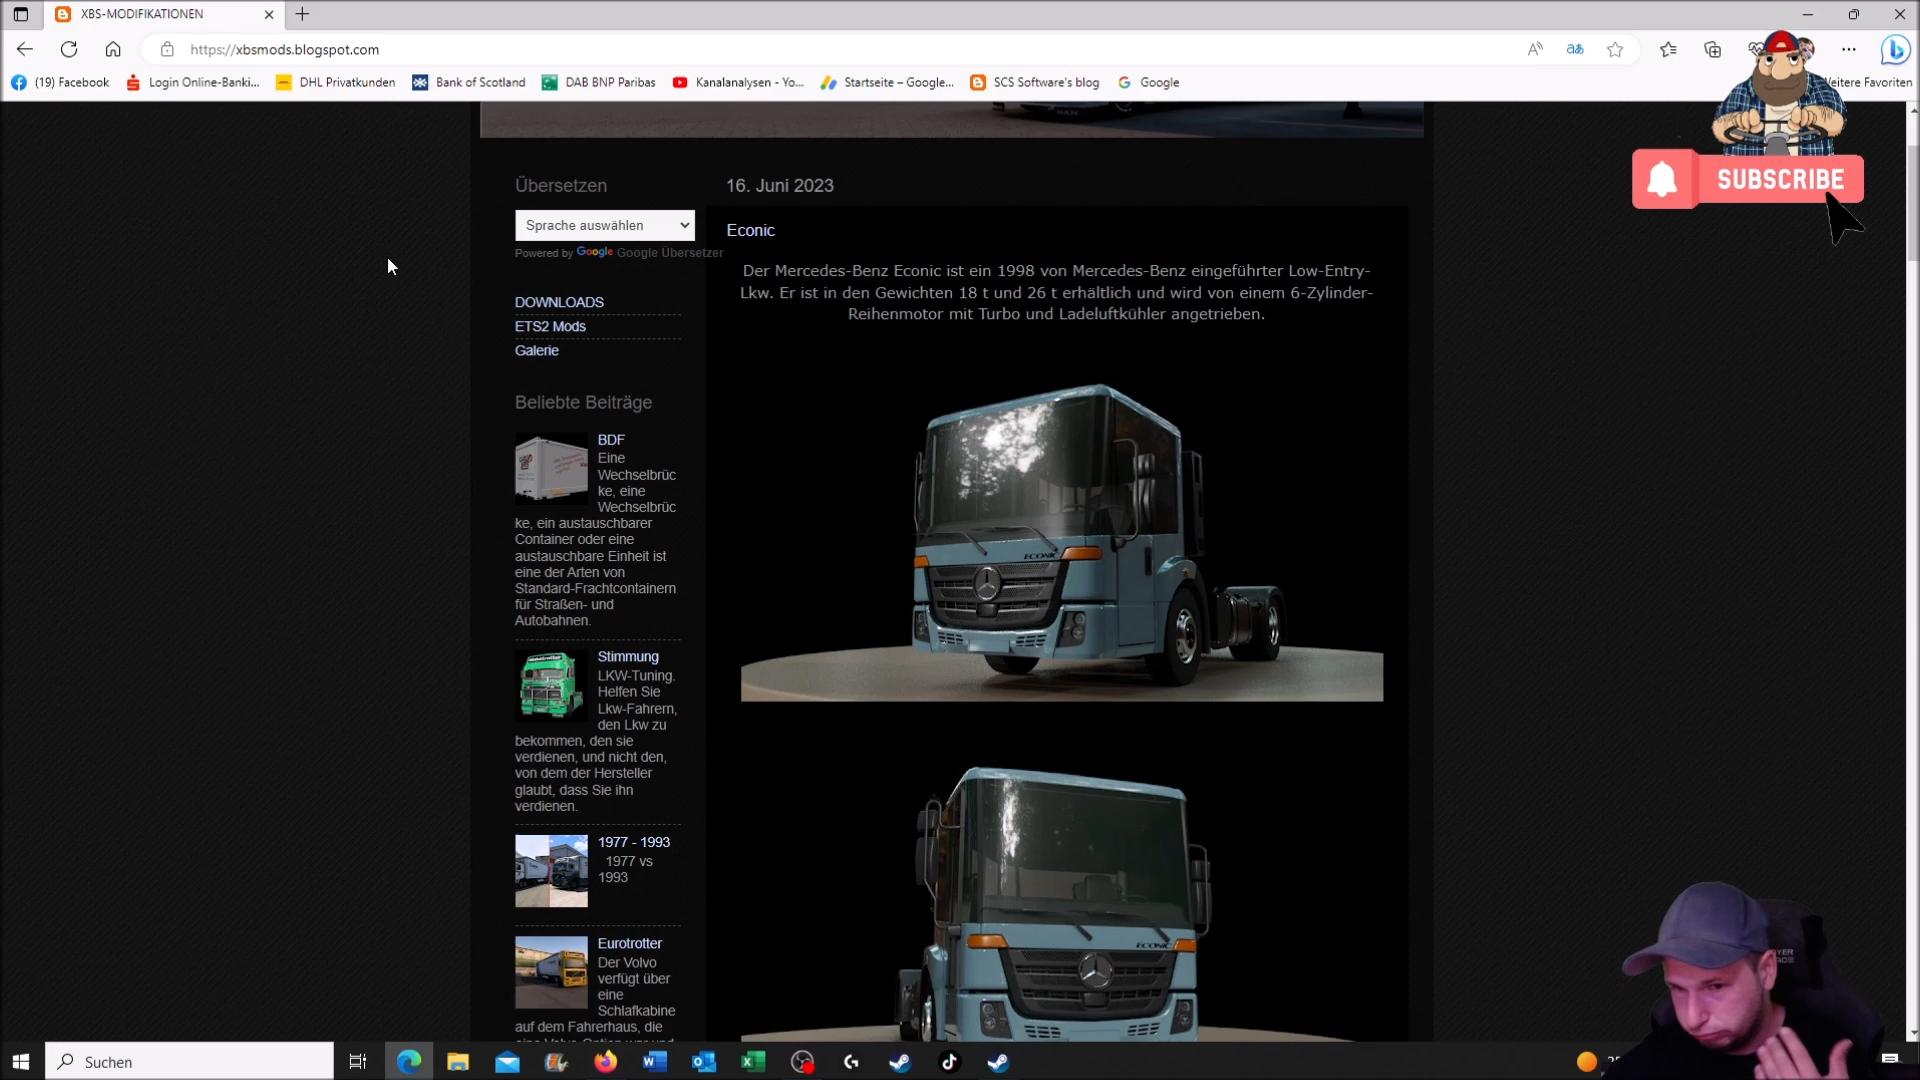 XBS-MODIFIKATIONEN
https://xbsmods.blogspot.com
(19) Facebook
Login Online-Banki...
DHL Privatkunden
Bank of Scotland
DAB BNP Paribas
Kanalanalysen - Yo...
Startseite – Google...
SCS Software's blog
Google
Weitere Favoriten
SUBSCRIBE
Übersetzen
Sprache auswählen
Powered by Google Google Übersetzer
DOWNLOADS
ETS2 Mods
Galerie
Beliebte Beiträge
BDF
Eine
Wechselbrüc
ke, eine
Wechselbrüc
ke, ein austauschbarer
Container oder eine
austauschbare Einheit ist
eine der Arten von
Standard-Frachtcontainern
für Straßen- und
Autobahnen.
Stimmung
LKW-Tuning.
Helfen Sie
Lkw-Fahrern,
den Lkw zu
bekommen, den sie
verdienen, und nicht den,
von dem der Hersteller
glaubt, dass Sie ihn
verdienen.
1977 - 1993
1977 vs
1993
Eurotrotter
Der Volvo
verfügt über
eine
Schlafkabine
auf dem Fahrerhaus, die
16. Juni 2023
Econic
Der Mercedes-Benz Econic ist ein 1998 von Mercedes-Benz eingeführter Low-Entry-
Lkw. Er ist in den Gewichten 18 t und 26 t erhältlich und wird von einem 6-Zylinder-
Reihenmotor mit Turbo und Ladeluftkühler angetrieben.
ECONIC
ECONIC
Suchen